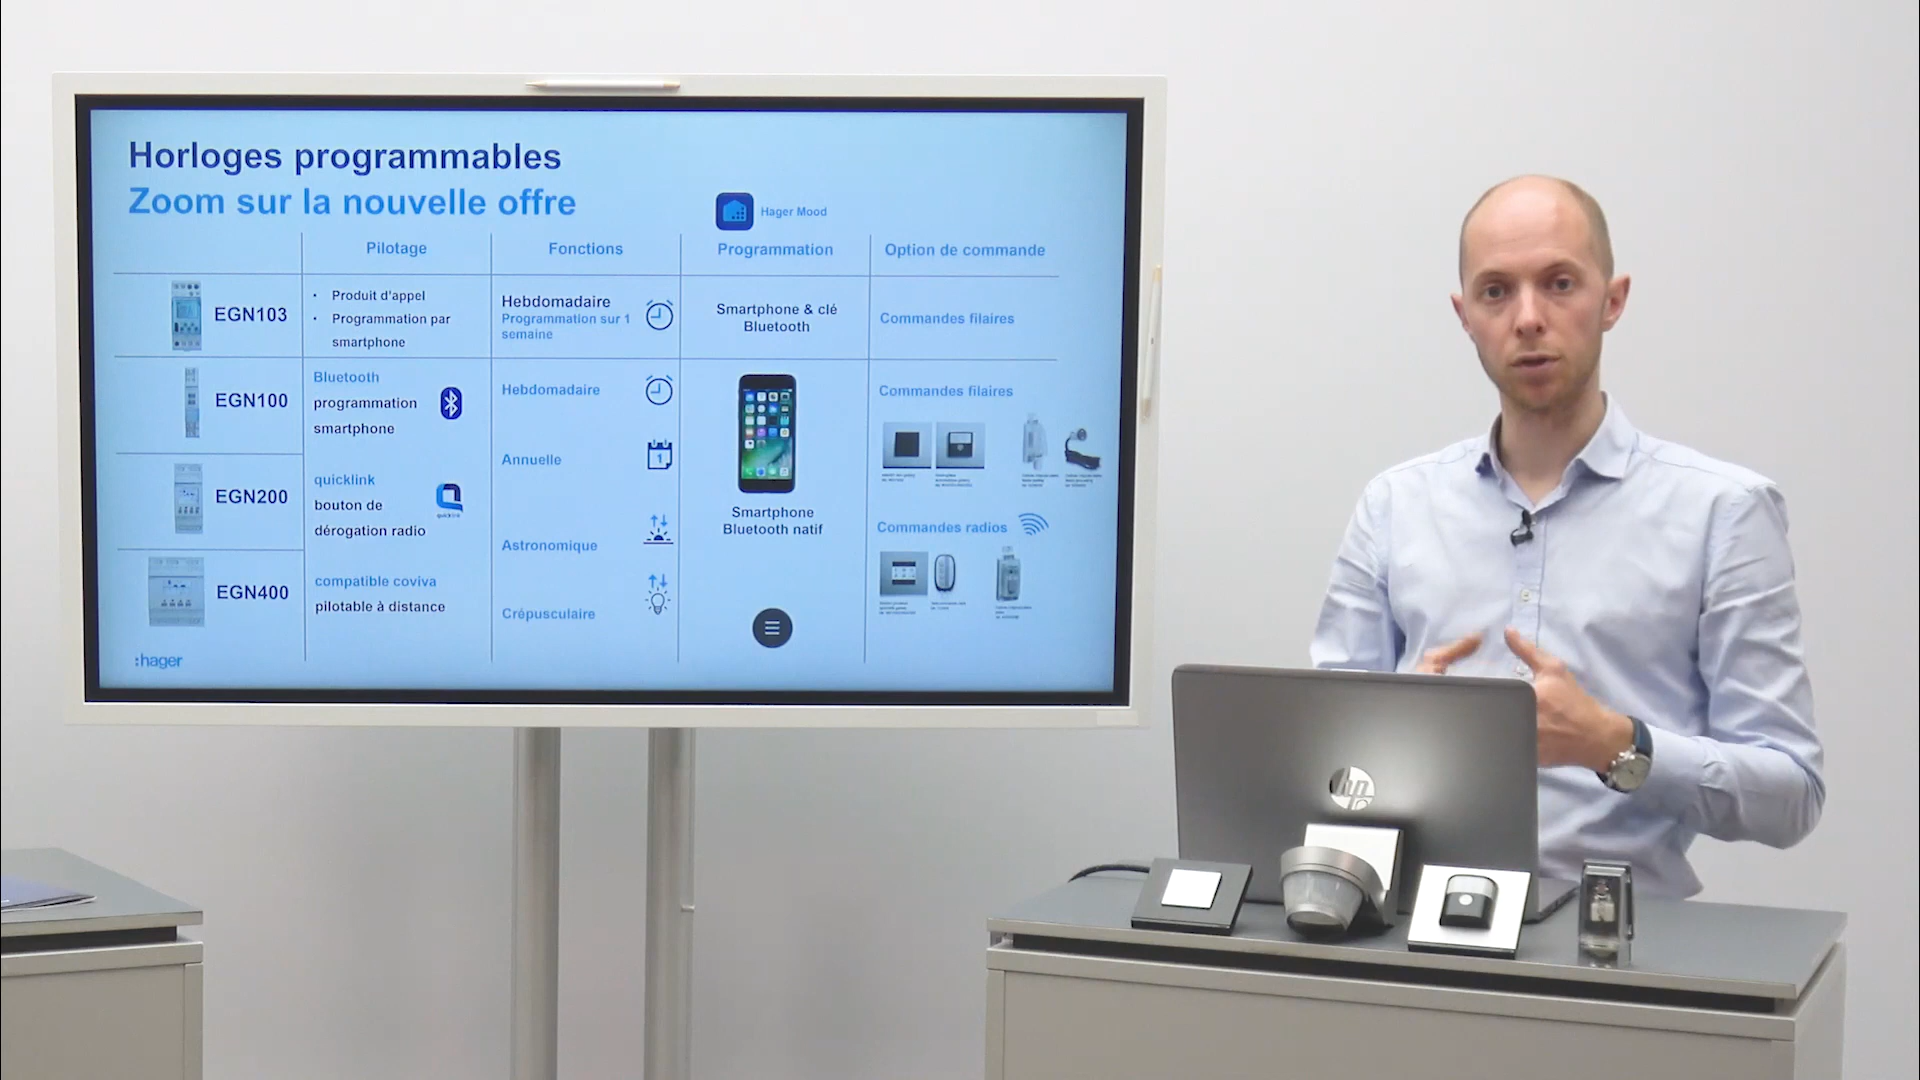 Horloges programmables
Zoom sur la nouvelle offre
Hager Mood
Pilotage
Fonctions
Programmation
Option de commande
EGN103
• Produit d'appel
• Programmation par
smartphone
Hebdomadaire
Programmation sur 1
semaine
Smartphone & clé
Bluetooth
Commandes filaires
EGN100
Bluetooth
programmation
smartphone
Hebdomadaire
Commandes filaires
Annuelle
1
EGN200
quicklink
bouton de
dérogation radio
quicklink
Smartphone
Bluetooth natif
Commandes radios
Astronomique
EGN400
compatible coviva
pilotable à distance
Crépusculaire
:hager
hp